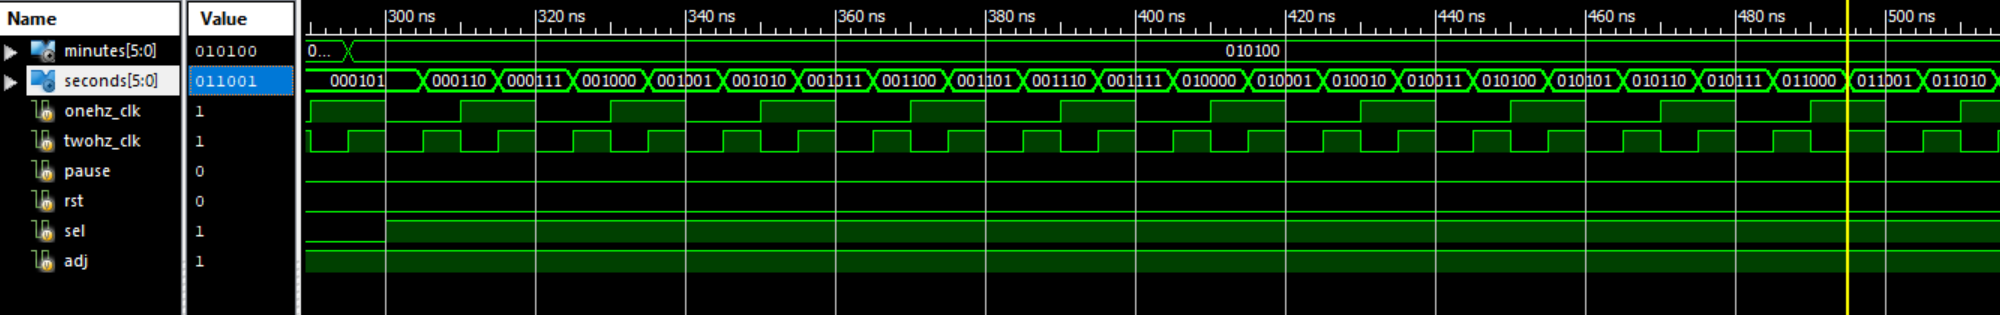 Name Value 300 ns 320 ns 340 ns 360 ns 380 ns 400 ns 420 ns 440 ns 460 ns 480 ns 500 ns
minutes[5:0] 010100 0... 010100
seconds[5:0] 011001 000101 000110 000111 001000 001001 001010 001011 001100 001101 001110 001111 010000 010001 010010 010011 010100 010101 010110 010111 011000 011001 011010
onehz_clk 1
twohz_clk 1
pause 0
rst 0
sel 1
adj 1